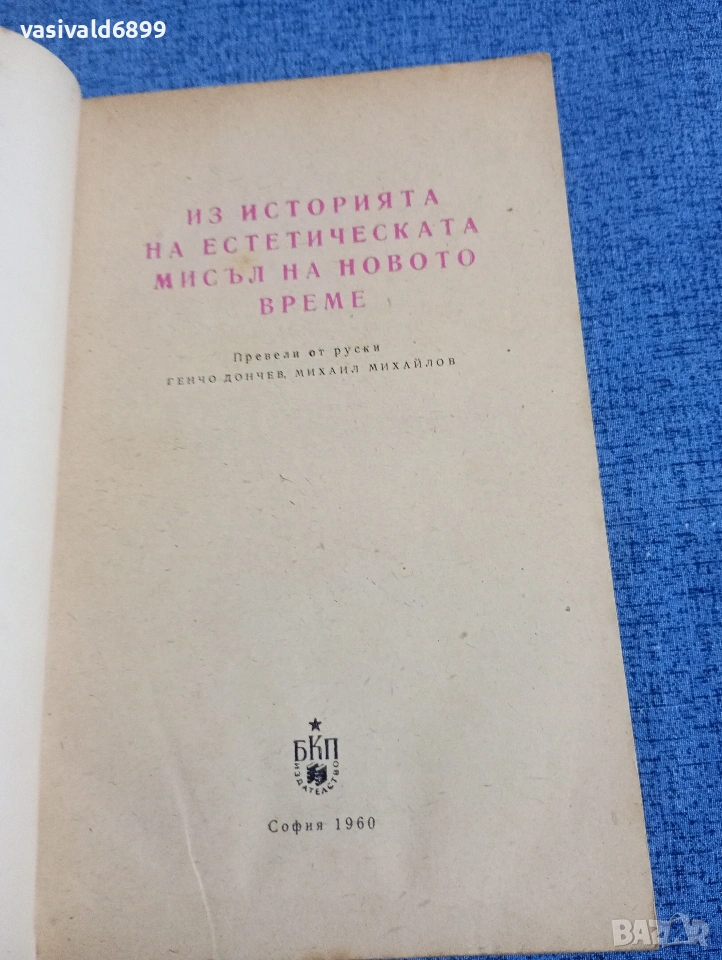 vasivald6899
ИЗ ИСТОРИЯТА
НА ЕСТЕТИЧЕСКАТА
МИСЪЛ НА НОВОТО
ВРЕМЕ
Превели от руски
ГЕНЧО ДОНЧЕВ, МИХАИЛ МИХАЙЛОВ
БКП
ИЗДАТЕЛСТВО
София 1960
BAZAR